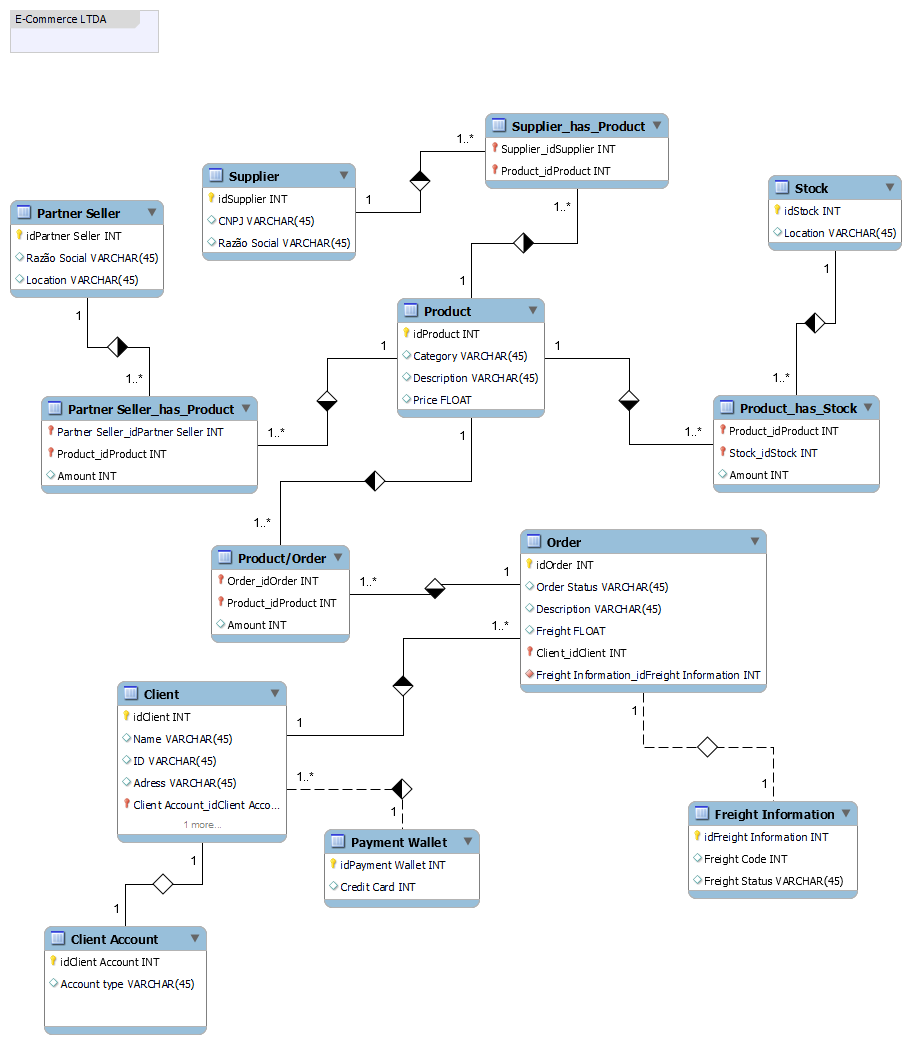 E-Commerce LTDA
Supplier_has_Product
Supplier_idSupplier INT
Product_idProduct INT
1..*
1..*
Supplier
idSupplier INT
CNPJ VARCHAR(45)
Razão Social VARCHAR(45)
1
Stock
idStock INT
Location VARCHAR(45)
1
Partner Seller
idPartner Seller INT
Razão Social VARCHAR(45)
Location VARCHAR(45)
1
1..*
Product
idProduct INT
Category VARCHAR(45)
Description VARCHAR(45)
Price FLOAT
1
1
1
1
Partner Seller_has_Product
Partner Seller_idPartner Seller INT
Product_idProduct INT
Amount INT
1..*
Product_has_Stock
Product_idProduct INT
Stock_idStock INT
Amount INT
1..*
1..*
Product/Order
Order_idOrder INT
Product_idProduct INT
Amount INT
1..*
1..*
Order
idOrder INT
Order Status VARCHAR(45)
Description VARCHAR(45)
Freight FLOAT
Client_idClient INT
Freight Information_idFreight Information INT
1
1..*
1
Client
idClient INT
Name VARCHAR(45)
ID VARCHAR(45)
Adress VARCHAR(45)
Client Account_idClient Acco...
1 more...
1
1..*
1
Payment Wallet
idPayment Wallet INT
Credit Card INT
1
Freight Information
idFreight Information INT
Freight Code INT
Freight Status VARCHAR(45)
1
Client Account
idClient Account INT
Account type VARCHAR(45)
1